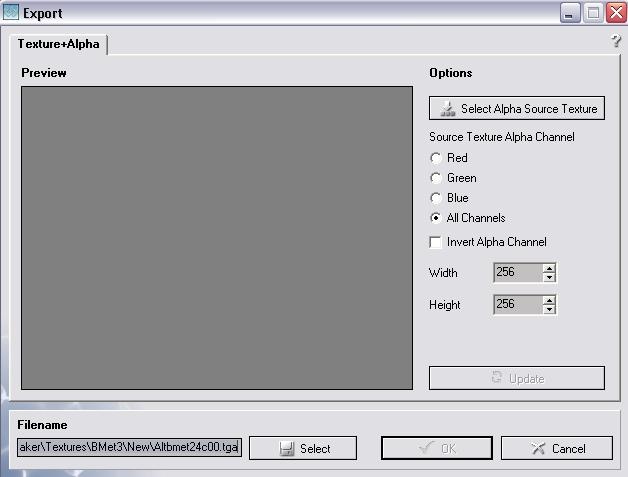 Export
Texture+Alpha
?
Preview
Options
Select Alpha Source Texture
Source Texture Alpha Channel
Red
Green
Blue
All Channels
Invert Alpha Channel
Width 256
Height 256
Update
Filename
aker\Textures\BMet3\New\Altbmet24c00.tga
Select
OK
Cancel